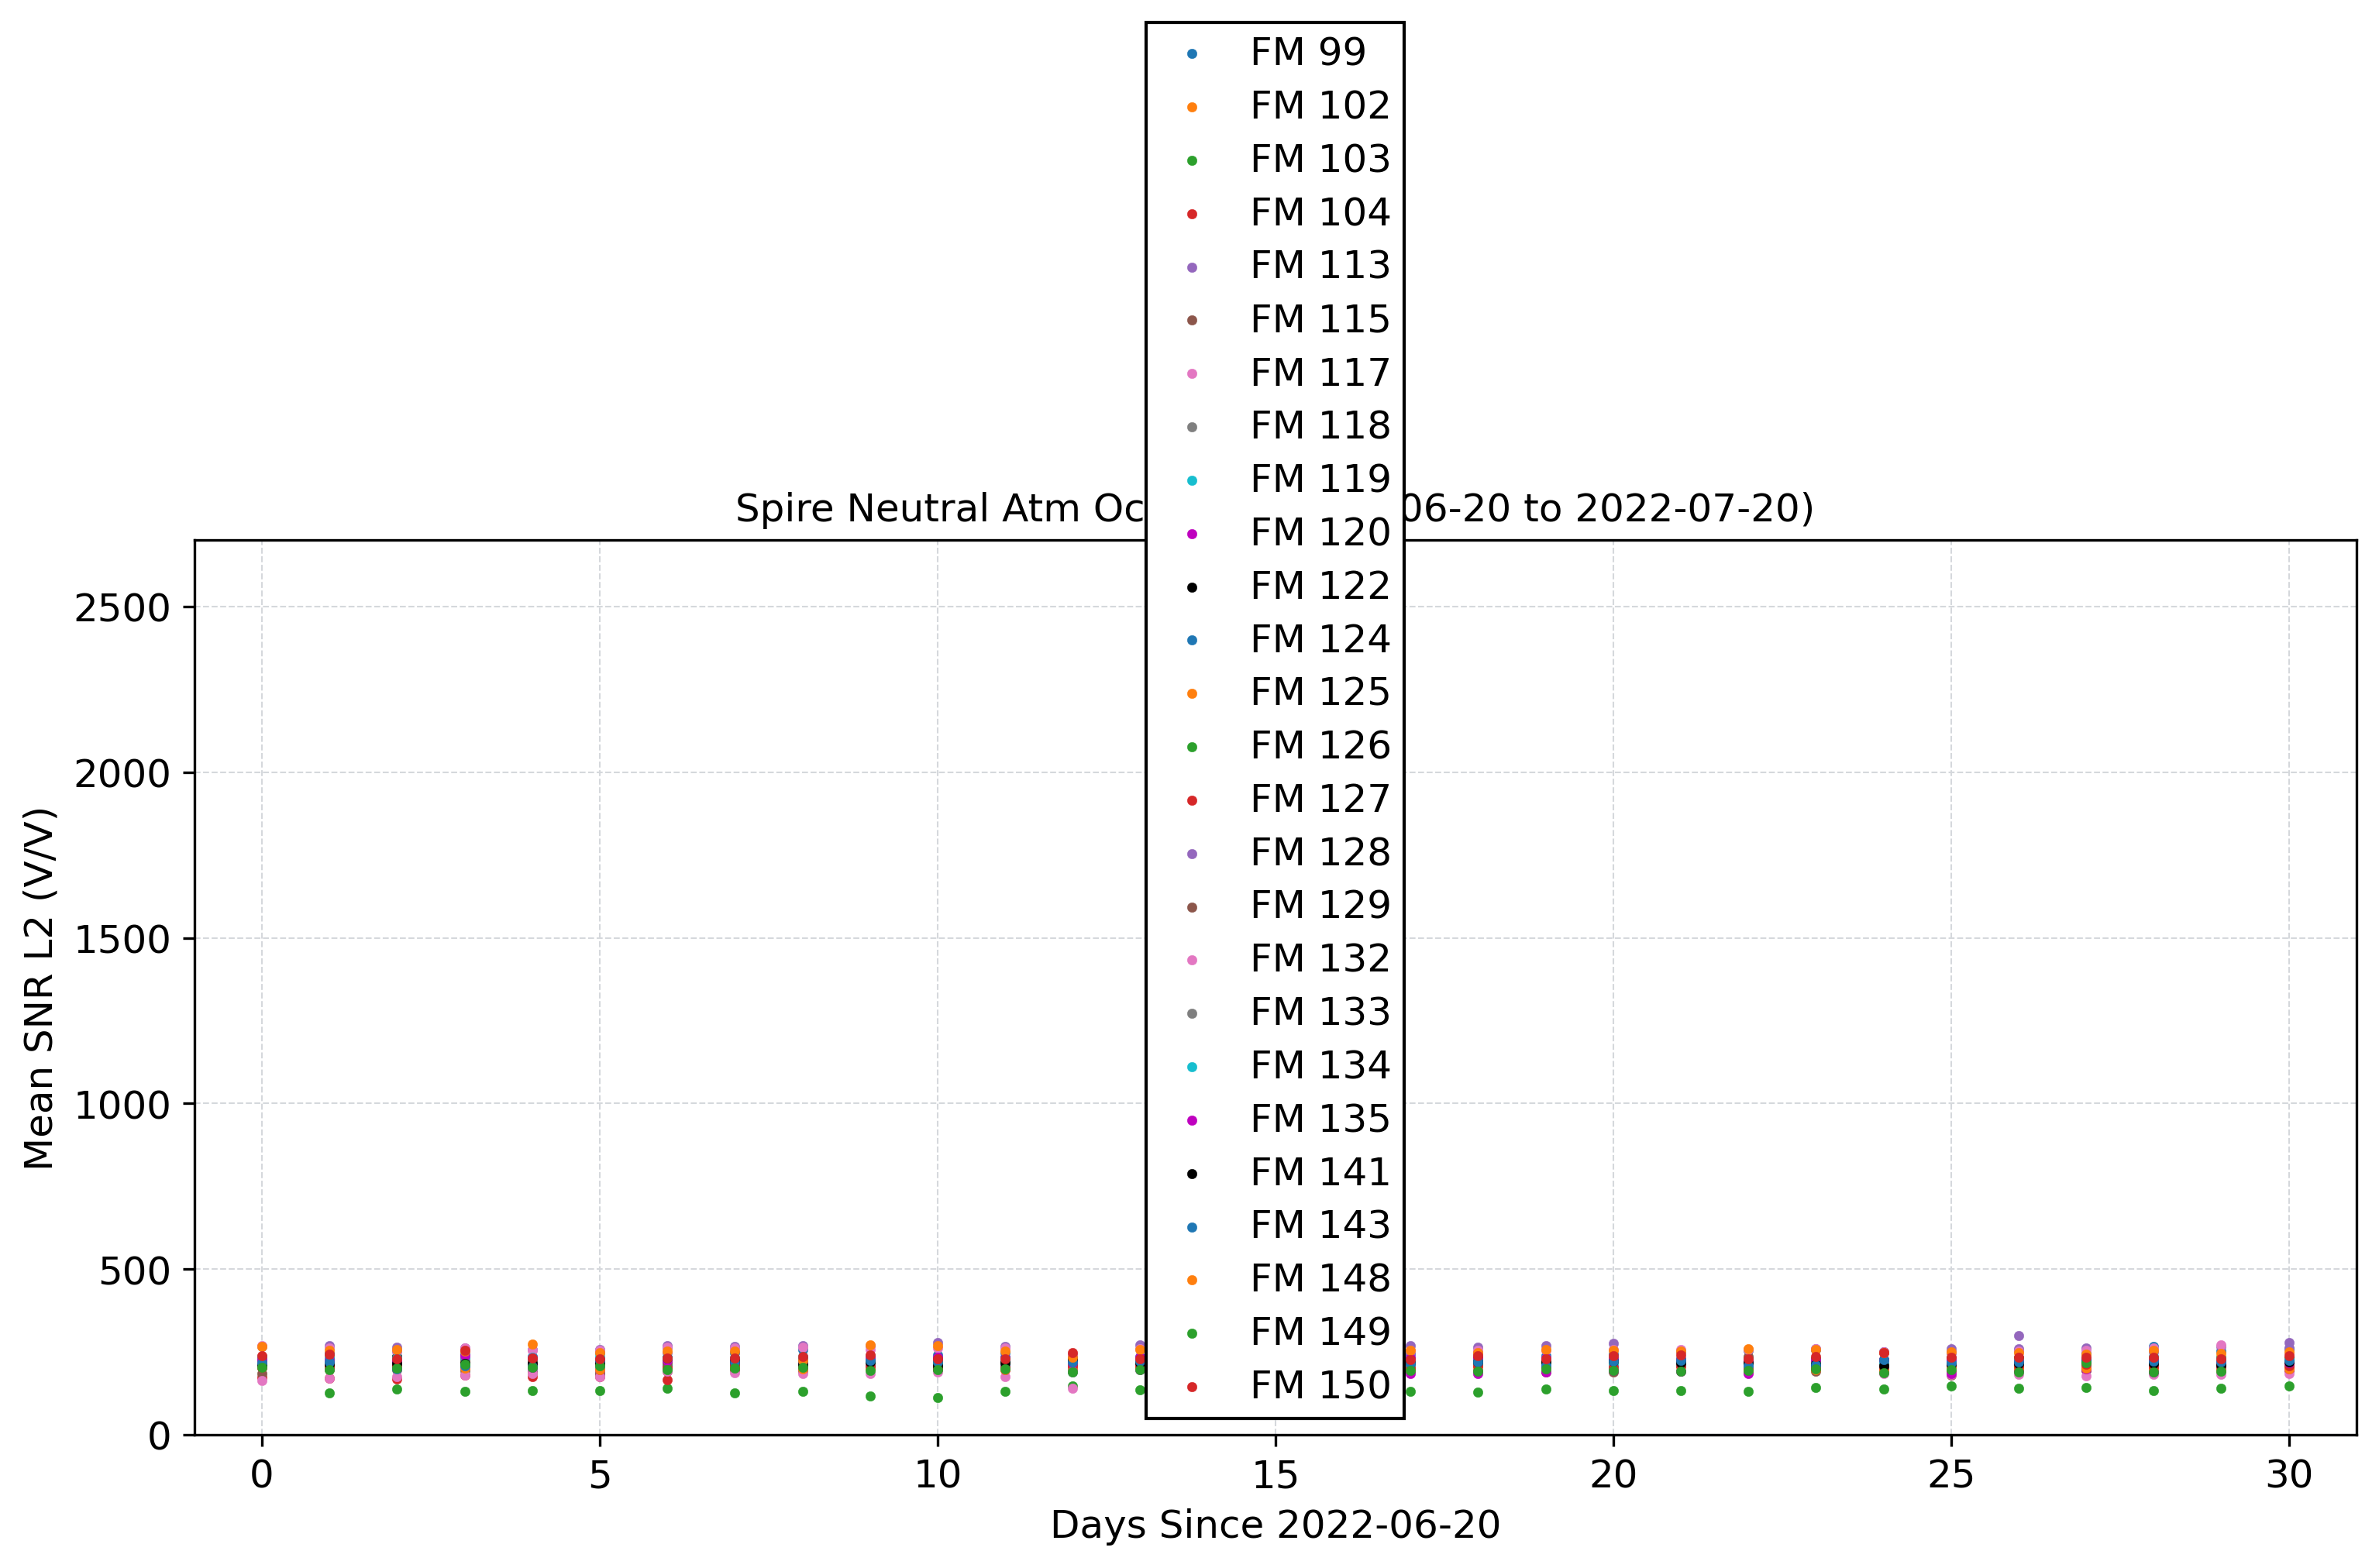 FM 99
FM 102
FM 103
FM 104
FM 113
FM 115
FM 117
FM 118
FM 119
FM 120
FM 122
FM 124
FM 125
FM 126
FM 127
FM 128
FM 129
FM 132
FM 133
FM 134
FM 135
FM 141
FM 143
FM 148
FM 149
FM 150
Spire Neutral Atm 06-20 to 2022-07-20)
Mean SNR L2 (V/V)
2500
2000
1500
1000
500
0
0 5 10 15 20 25 30
Days Since 2022-06-20